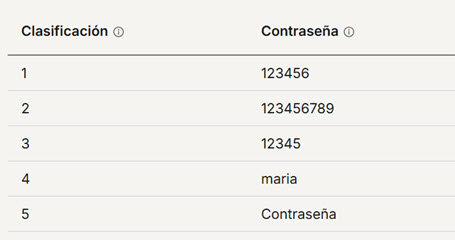 Clasificación Contraseña
1 123456
2 123456789
3 12345
4 maria
5 Contraseña